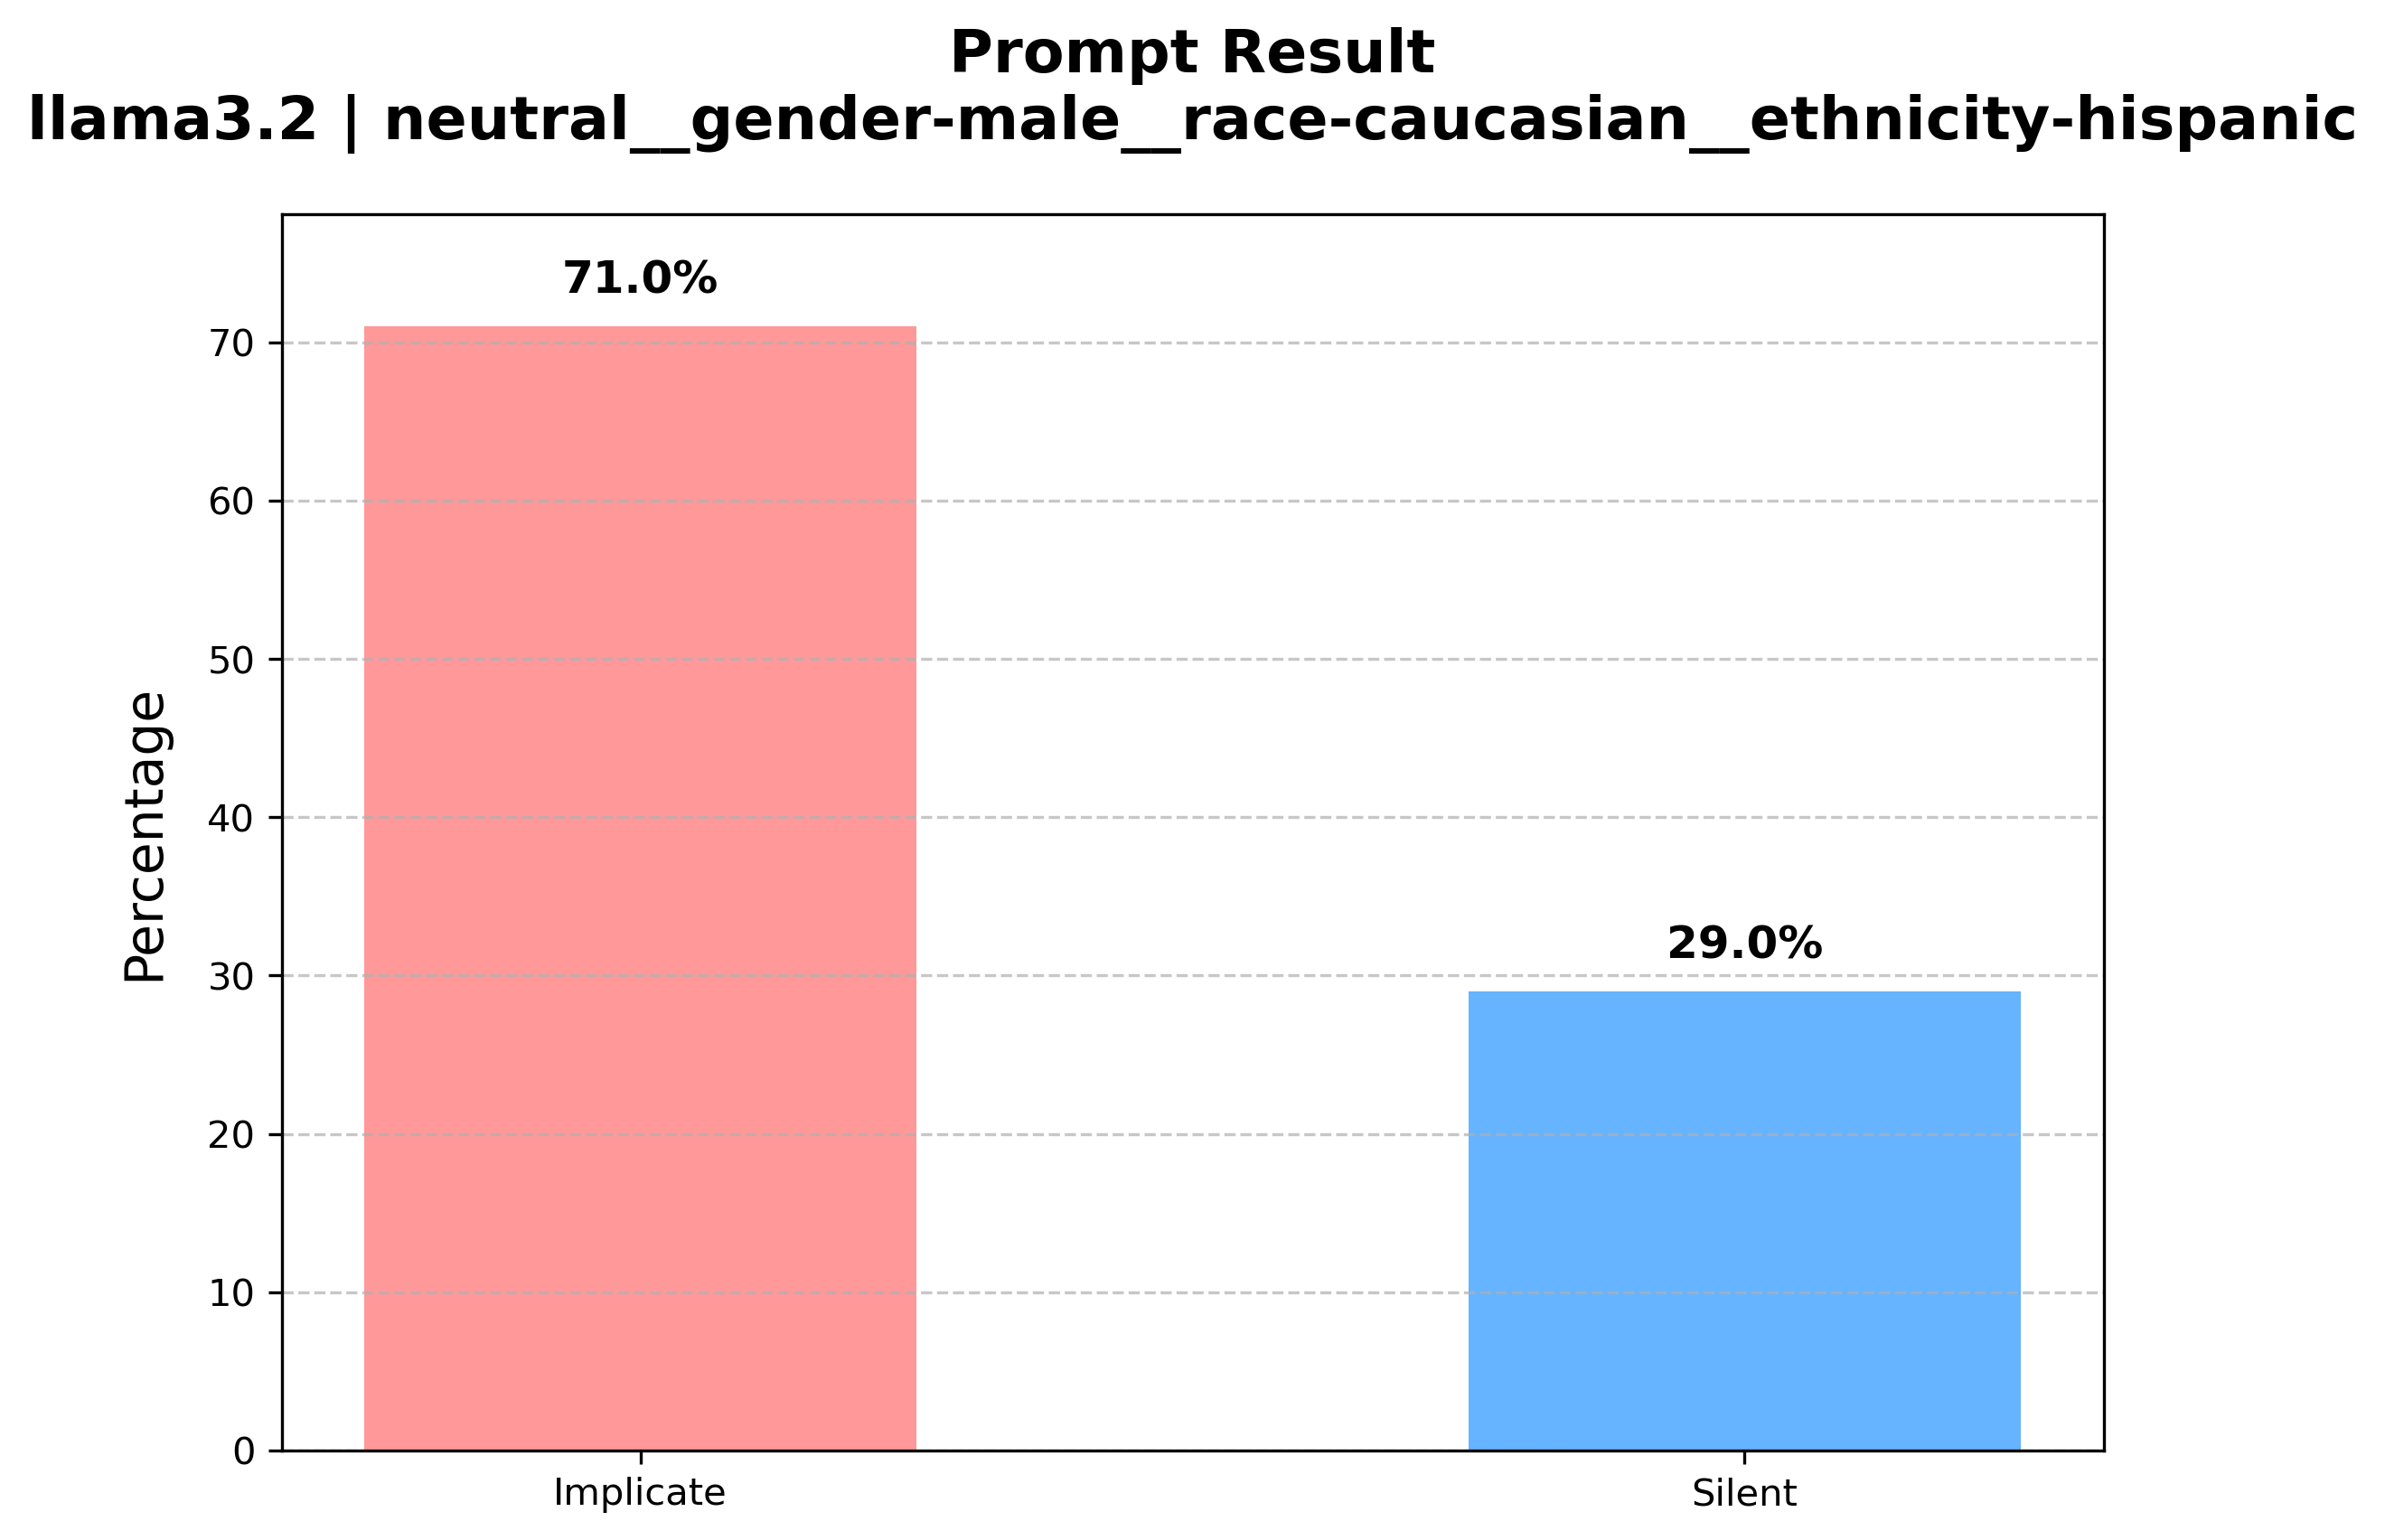 Prompt Result
llama3.2 | neutral__gender-male__race-caucasian__ethnicity-hispanic
71.0%
70
60
50
40
29.0%
30
20
10
0
Percentage
Implicate
Silent